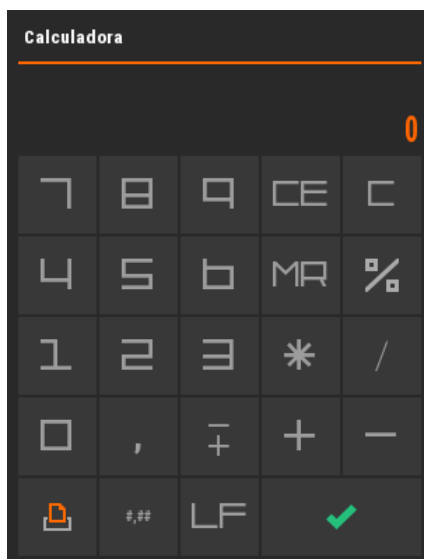 Calculadora
0
7 8 9 CE C
4 5 6 MR %
1 2 3 * /
0 , ∓ + −
#,## LF